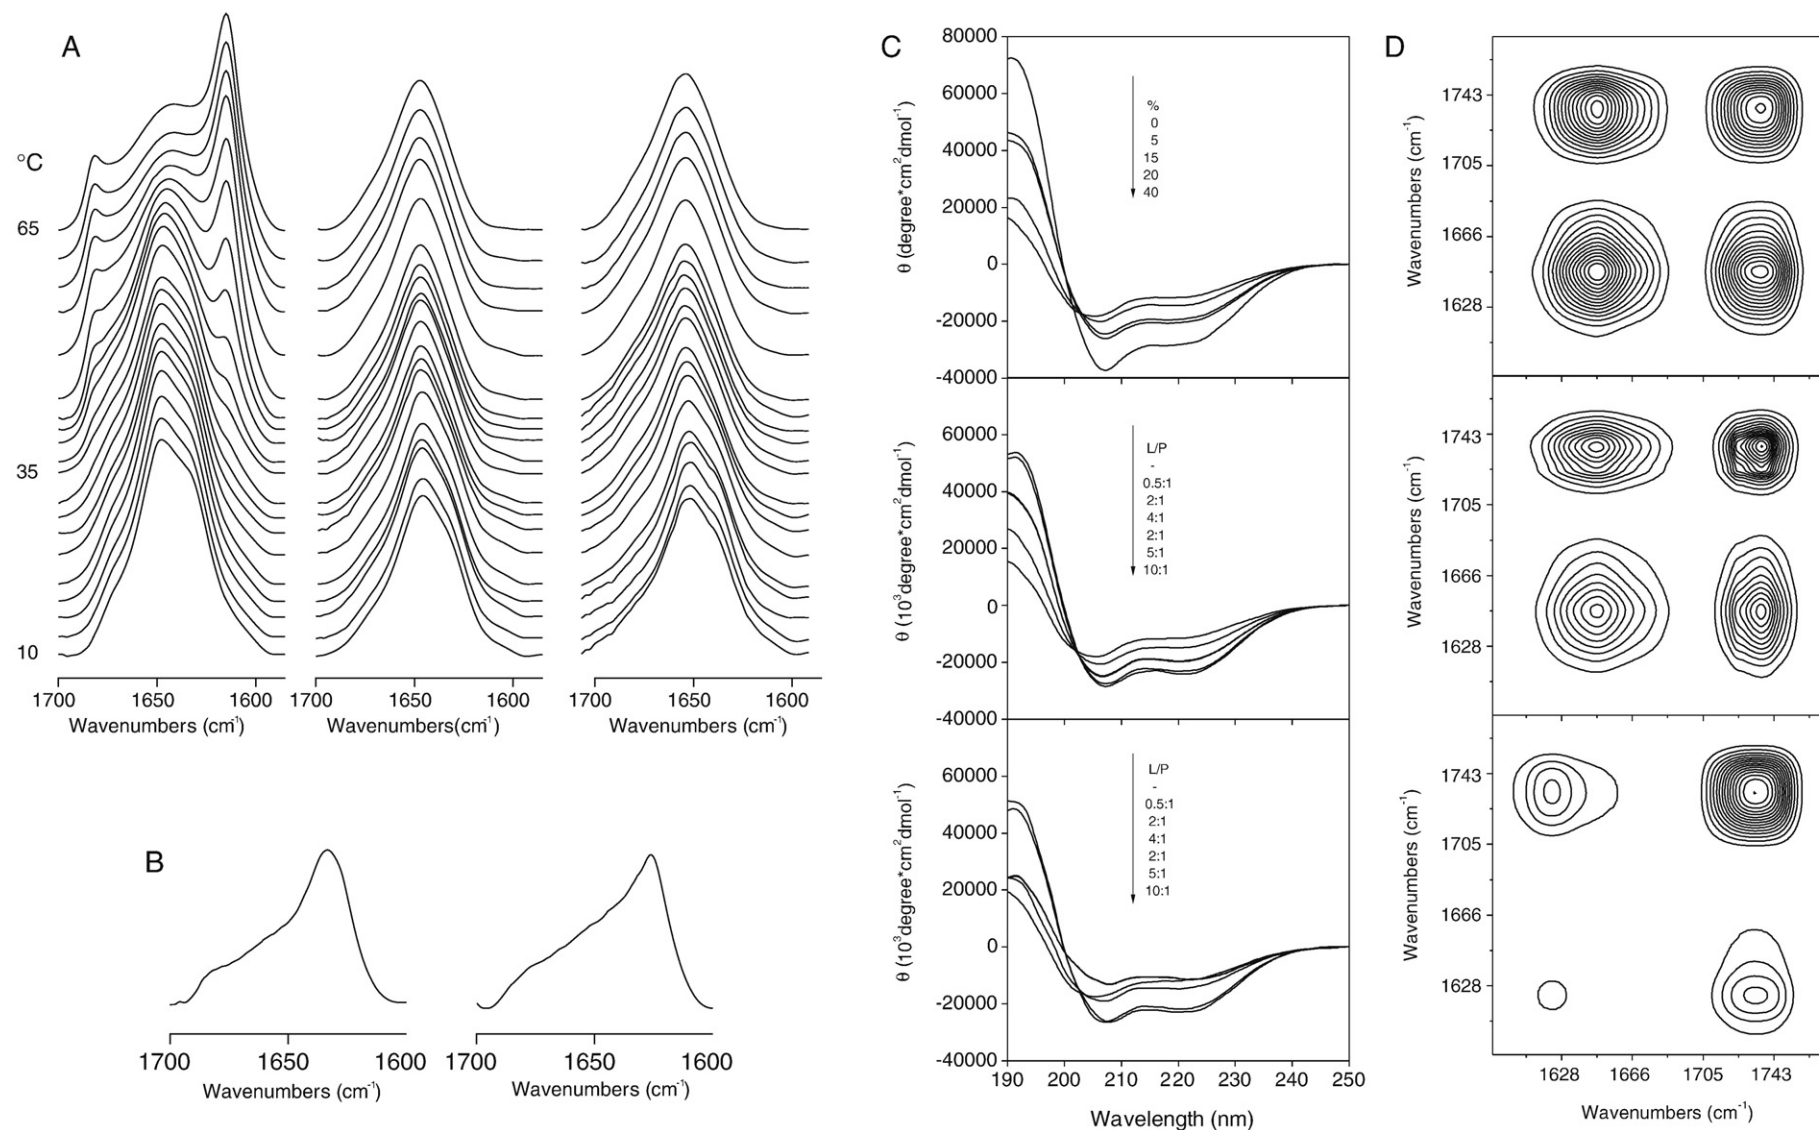 A
°C
65
35
10
1700 1650 1600
Wavenumbers (cm-1)
1700 1650 1600
Wavenumbers(cm-1)
1700 1650 1600
Wavenumbers (cm-1)
B
1700 1650 1600
Wavenumbers (cm-1)
1700 1650 1600
Wavenumbers (cm-1)
C
80000
60000
40000
20000
0
-20000
-40000
θ (degree*cm2dmol-1)
%
0
5
15
20
40
60000
40000
20000
0
-20000
-40000
θ (103degree*cm2dmol-1)
L/P
-
0.5:1
2:1
4:1
2:1
5:1
10:1
60000
40000
20000
0
-20000
-40000
θ (103degree*cm2dmol-1)
L/P
-
0.5:1
2:1
4:1
2:1
5:1
10:1
190 200 210 220 230 240 250
Wavelength (nm)
D
1743
1705
1666
1628
Wavenumbers (cm-1)
1743
1705
1666
1628
Wavenumbers (cm-1)
1743
1705
1666
1628
Wavenumbers (cm-1)
1628 1666 1705 1743
Wavenumbers (cm-1)